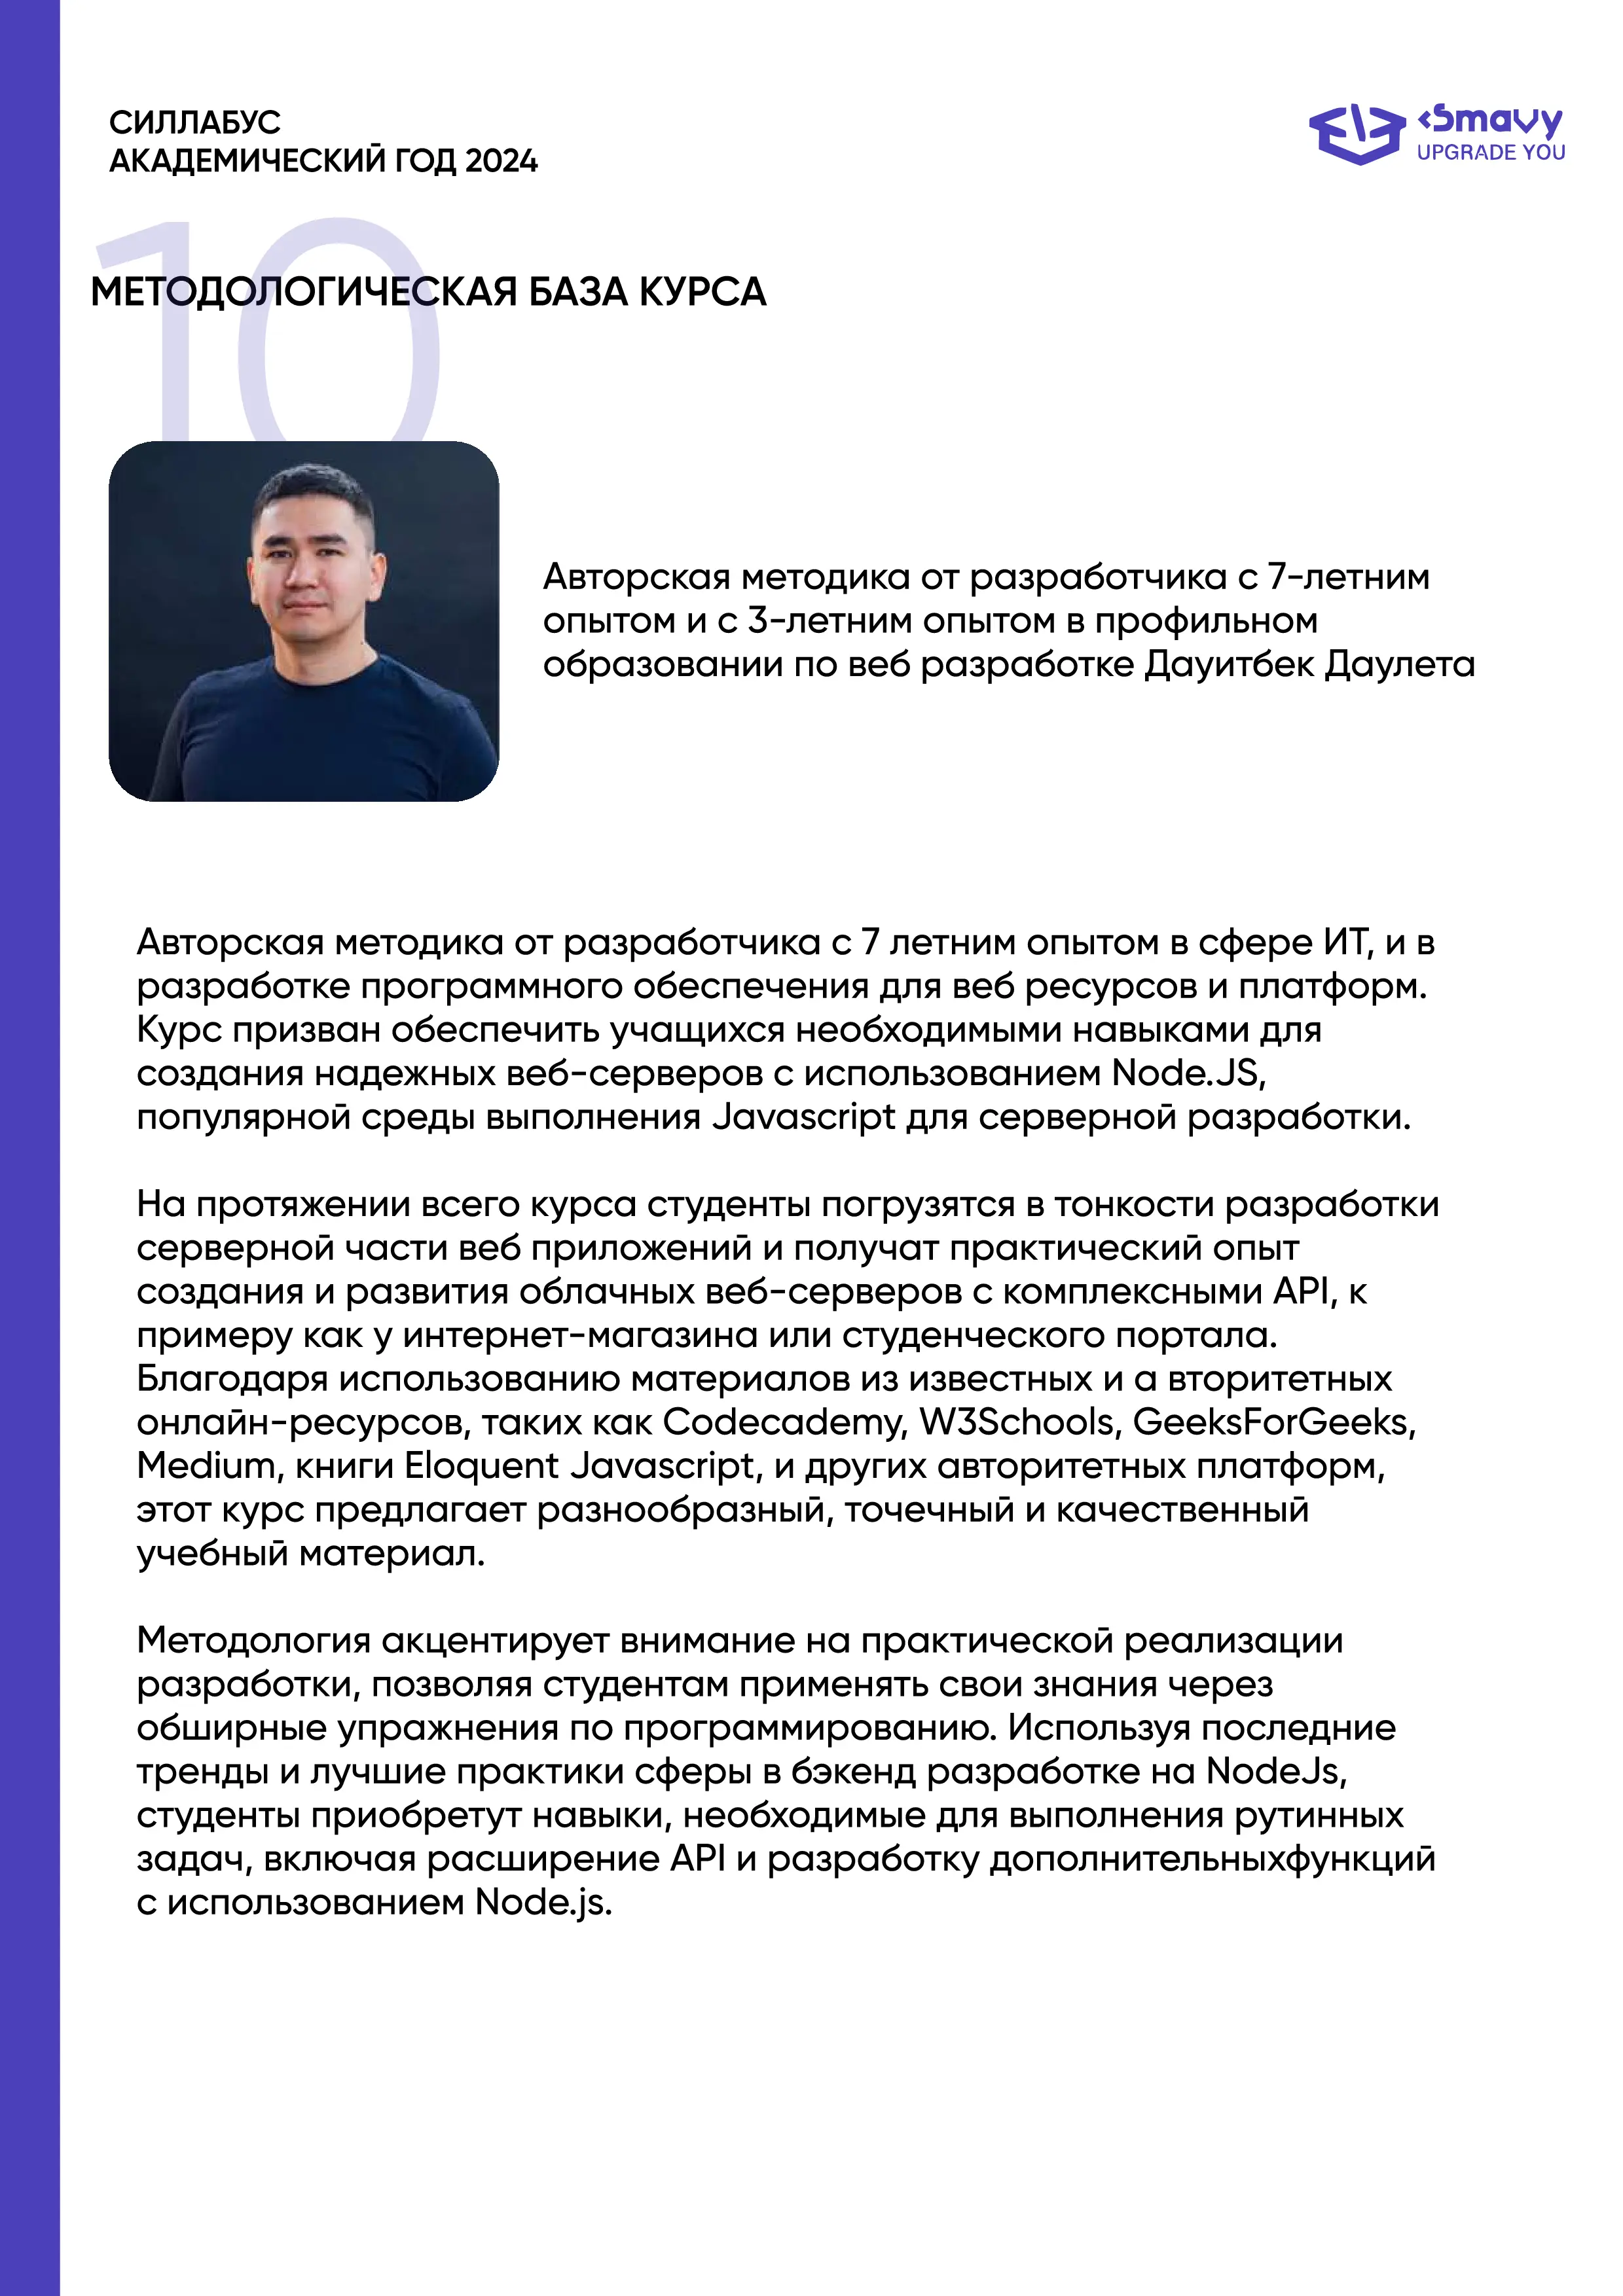 СИЛЛАБУС
АКАДЕМИЧЕСКИЙ ГОД 2024
<Smavy
UPGRADE YOU
10
МЕТОДОЛОГИЧЕСКАЯ БАЗА КУРСА
Авторская методика от разработчика с 7-летним
опытом и с 3-летним опытом в профильном
образовании по веб разработке Дауитбек Даулета
Авторская методика от разработчика с 7 летним опытом в сфере ИТ, и в
разработке программного обеспечения для веб ресурсов и платформ.
Курс призван обеспечить учащихся необходимыми навыками для
создания надежных веб-серверов с использованием Node.JS,
популярной среды выполнения Javascript для серверной разработки.
На протяжении всего курса студенты погрузятся в тонкости разработки
серверной части веб приложений и получат практический опыт
создания и развития облачных веб-серверов с комплексными API, к
примеру как у интернет-магазина или студенческого портала.
Благодаря использованию материалов из известных и а вторитетных
онлайн-ресурсов, таких как Codecademy, W3Schools, GeeksForGeeks,
Medium, книги Eloquent Javascript, и других авторитетных платформ,
этот курс предлагает разнообразный, точечный и качественный
учебный материал.
Методология акцентирует внимание на практической реализации
разработки, позволяя студентам применять свои знания через
обширные упражнения по программированию. Используя последние
тренды и лучшие практики сферы в бэкенд разработке на NodeJs,
студенты приобретут навыки, необходимые для выполнения рутинных
задач, включая расширение API и разработку дополнительныхфункций
с использованием Node.js.